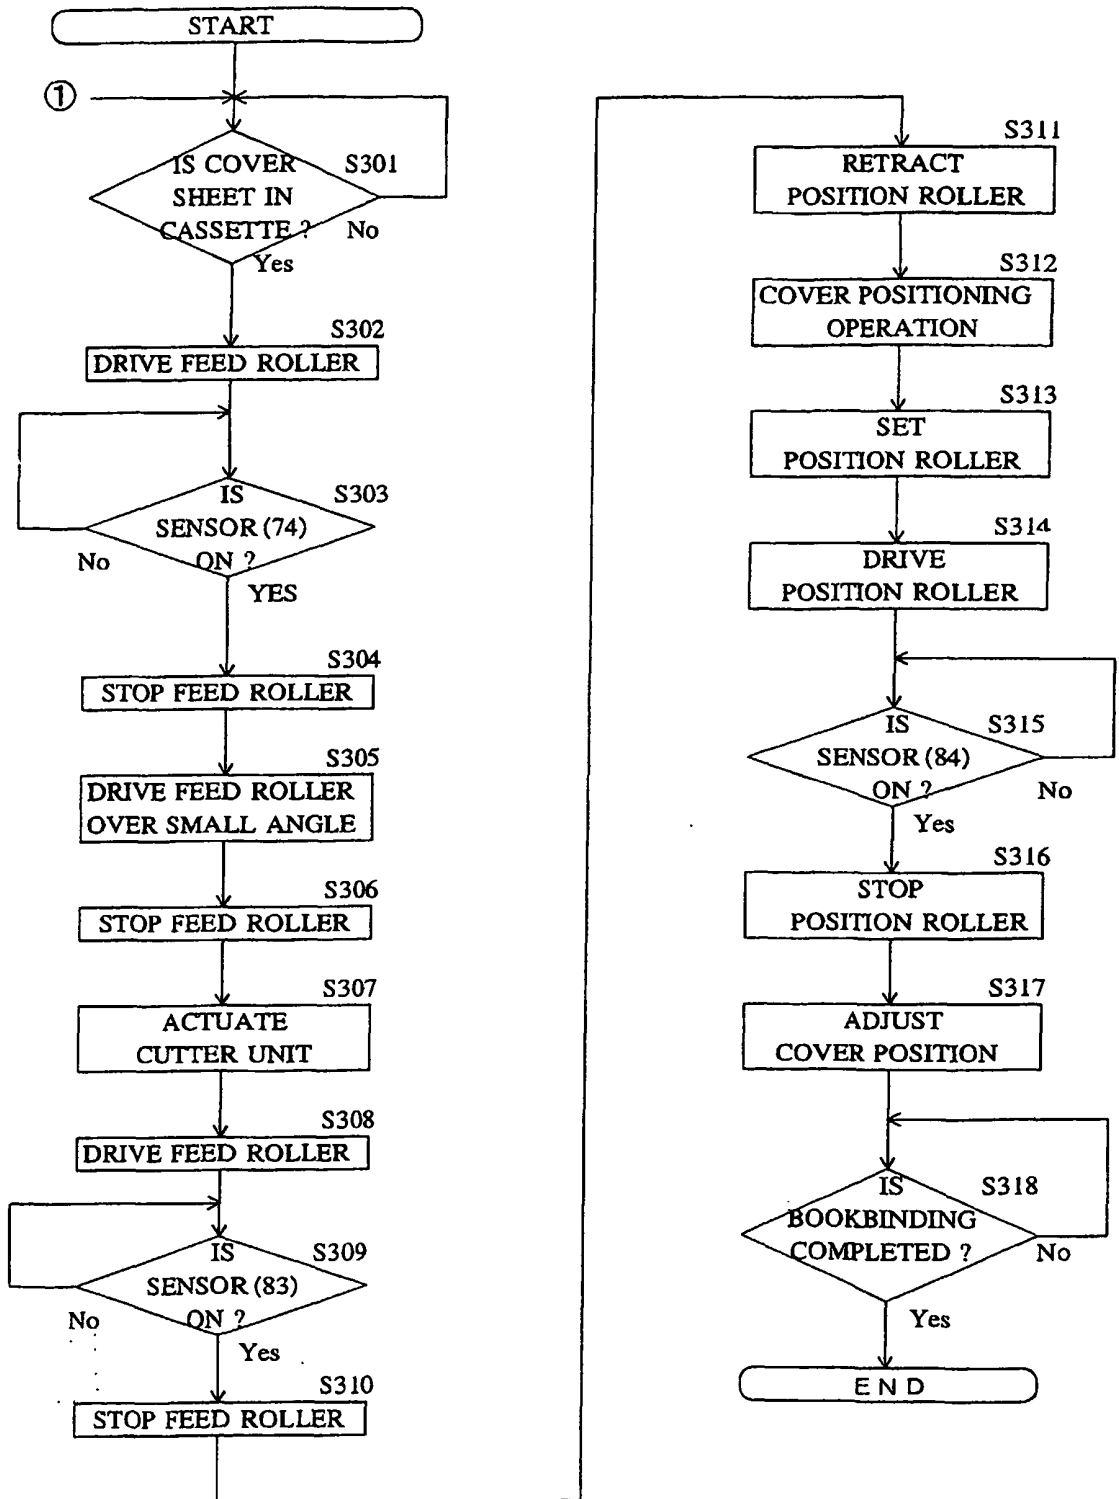 START
①
IS COVER
SHEET IN
CASSETTE ?
S301
No
Yes
S302
DRIVE FEED ROLLER
IS
SENSOR (74)
ON ?
S303
No
YES
S304
STOP FEED ROLLER
S305
DRIVE FEED ROLLER
OVER SMALL ANGLE
S306
STOP FEED ROLLER
S307
ACTUATE
CUTTER UNIT
S308
DRIVE FEED ROLLER
IS
SENSOR (83)
ON ?
S309
No
Yes
S310
STOP FEED ROLLER
S311
RETRACT
POSITION ROLLER
S312
COVER POSITIONING
OPERATION
S313
SET
POSITION ROLLER
S314
DRIVE
POSITION ROLLER
IS
SENSOR (84)
ON ?
S315
No
Yes
S316
STOP
POSITION ROLLER
S317
ADJUST
COVER POSITION
IS
BOOKBINDING
COMPLETED ?
S318
No
Yes
END